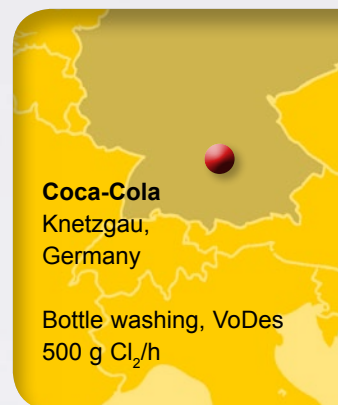 Coca-Cola
Knetzgau,
Germany
Bottle washing, VoDes
500 g Cl₂/h